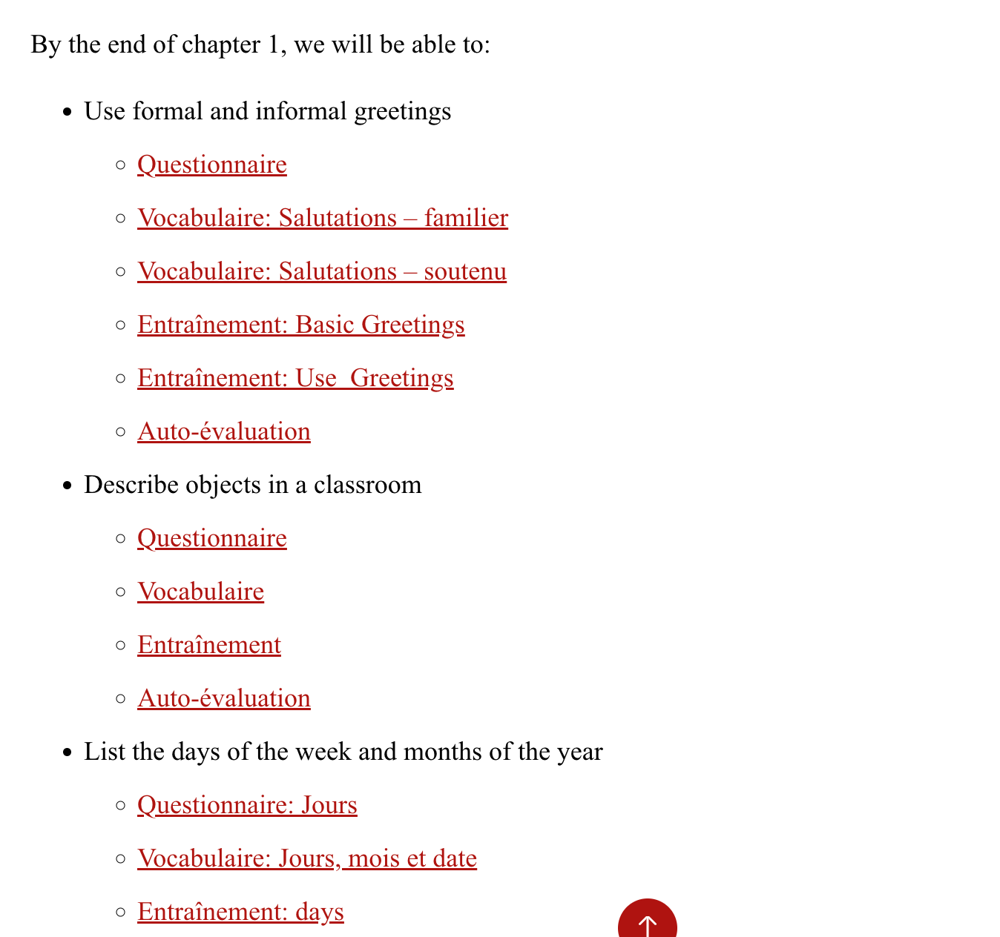 By the end of chapter 1, we will be able to:
Use formal and informal greetings
Questionnaire
Vocabulaire: Salutations – familier
Vocabulaire: Salutations – soutenu
Entraînement: Basic Greetings
Entraînement: Use  Greetings
Auto-évaluation
Describe objects in a classroom
Questionnaire
Vocabulaire
Entraînement
Auto-évaluation
List the days of the week and months of the year
Questionnaire: Jours
Vocabulaire: Jours, mois et date
Entraînement: days